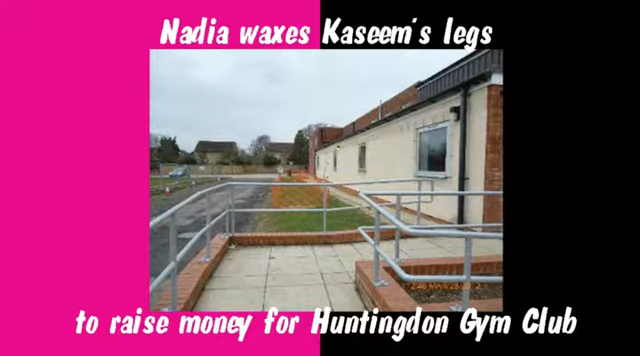 Nadia waxes Kaseem's legs
to raise money for Huntingdon Gym Club